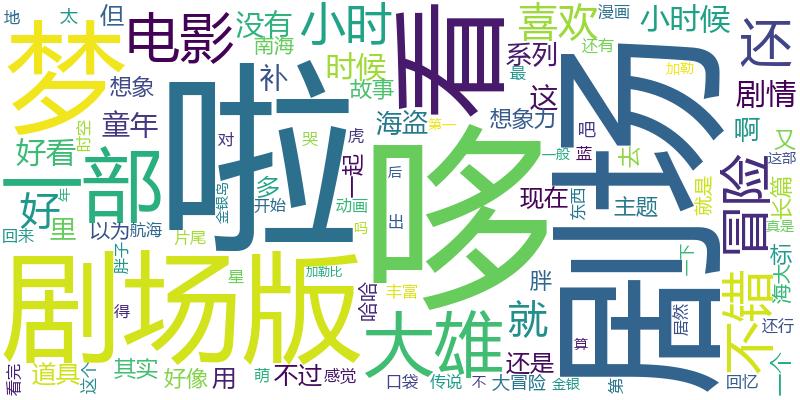 地
太
但
电影
没有
小时
看
喜欢
漫画
小时候
还
梦
南海
时候
系列
还有
最
加勒
想象
补
故事
这
剧情
童年
时空
啦
对
哭
虎
海盗
第一
想象力
吧
剧场
啊
又
好看
一部
一起
一般
蓝
去
冒险
这部
好
年
金银岛
多
后
哆
现在
东西
主题
就是
长篇
里
开始
动画
出
回来
以为
航海
吗
真是
片尾
胖子
一下
海大标
剧场版
星
加勒比
哈哈
丰富
胖
不错
得
大雄
就
居然
还行
看完
道具
这个
其实
好像
用
萌
不过
感觉
口袋
传说
不
还是
大冒险
金银
算
第
回忆
一个